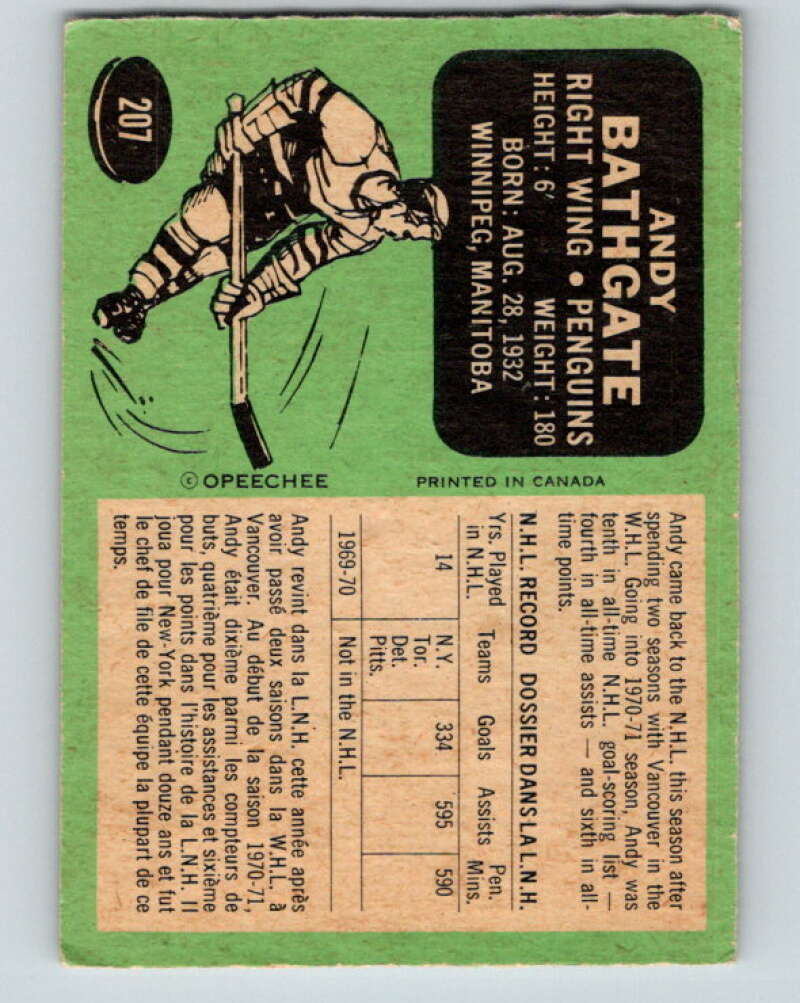 207
ANDY
BATHGATE
RIGHT WING • PENGUINS
HEIGHT: 6' WEIGHT: 180
BORN: AUG. 28, 1932
WINNIPEG, MANITOBA
© OPEECHEE PRINTED IN CANADA
Andy came back to the N.H.L. this season after
spending two seasons with Vancouver in the
W.H.L. Going into 1970-71 season, Andy was
tenth in all-time N.H.L. goal-scoring list —
fourth in all-time assists — and sixth in all-
time points.
N.H.L. RECORD DOSSIER DANS LA L.N.H.
Yrs. Played Teams Goals Assists Pen.
in N.H.L. Mins.
14 N.Y. 334 595 590
Tor.
Det.
Pitts.
1969-70 Not in the N.H.L.
Andy revint dans la L.N.H. cette année après
avoir passé deux saisons dans la W.H.L. à
Vancouver. Au début de la saison 1970-71,
Andy était dixième parmi les compteurs de
buts, quatrième pour les assistances et sixième
pour les points dans l'histoire de la L.N.H. Il
joua pour New-York pendant douze ans et fut
le chef de file de cette équipe la plupart de ce
temps.